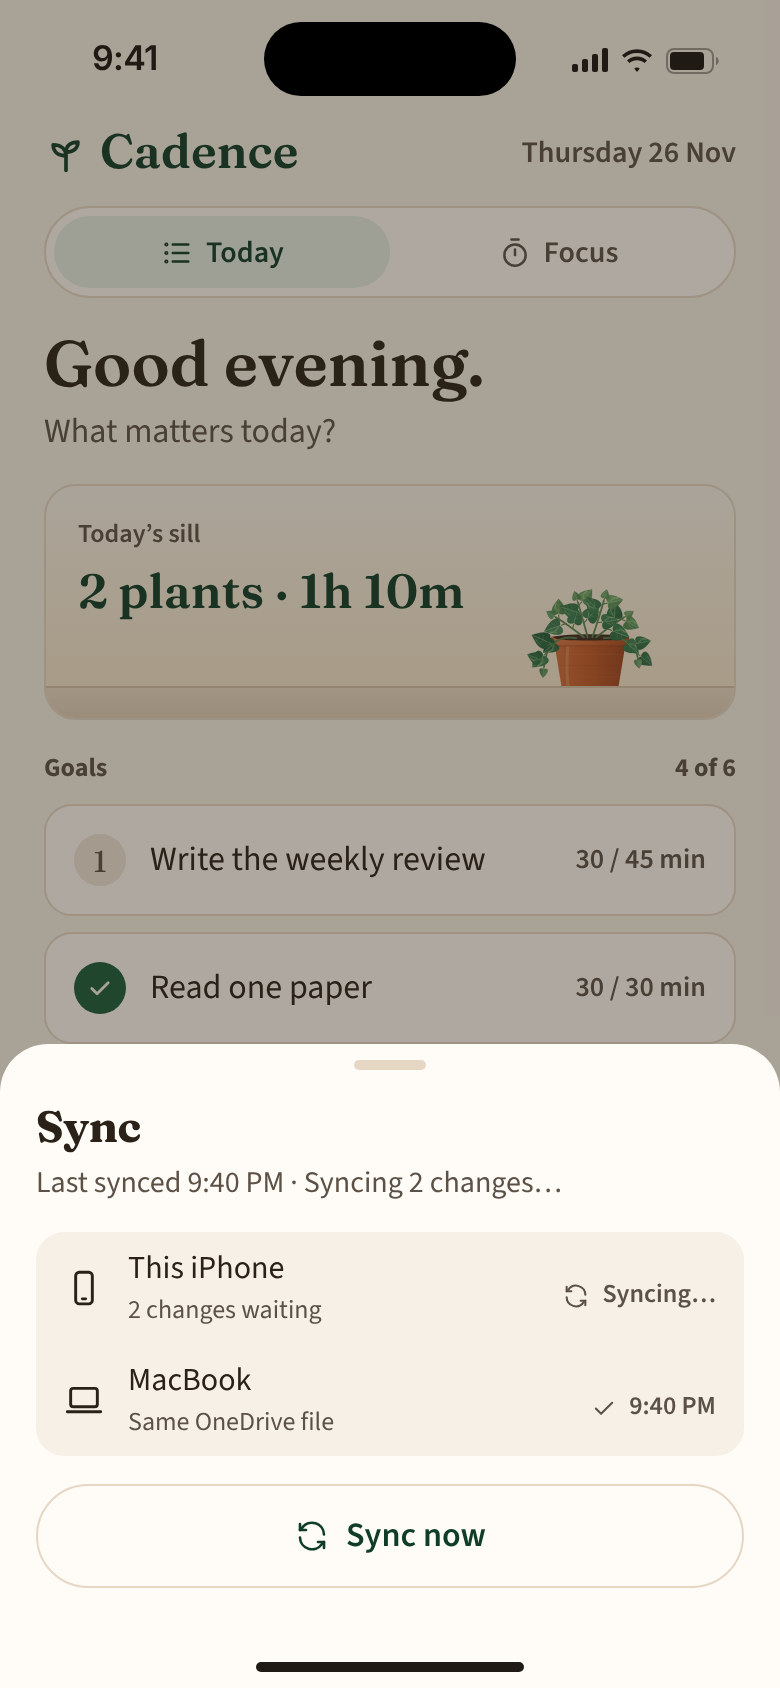 9:41
Cadence
Thursday 26 Nov
Today
Focus
Good evening.
What matters today?
Today’s sill
2 plants · 1h 10m
Goals
4 of 6
1
Write the weekly review
30 / 45 min
Read one paper
30 / 30 min
Sync
Last synced 9:40 PM · Syncing 2 changes…
This iPhone
2 changes waiting
Syncing…
MacBook
Same OneDrive file
9:40 PM
Sync now